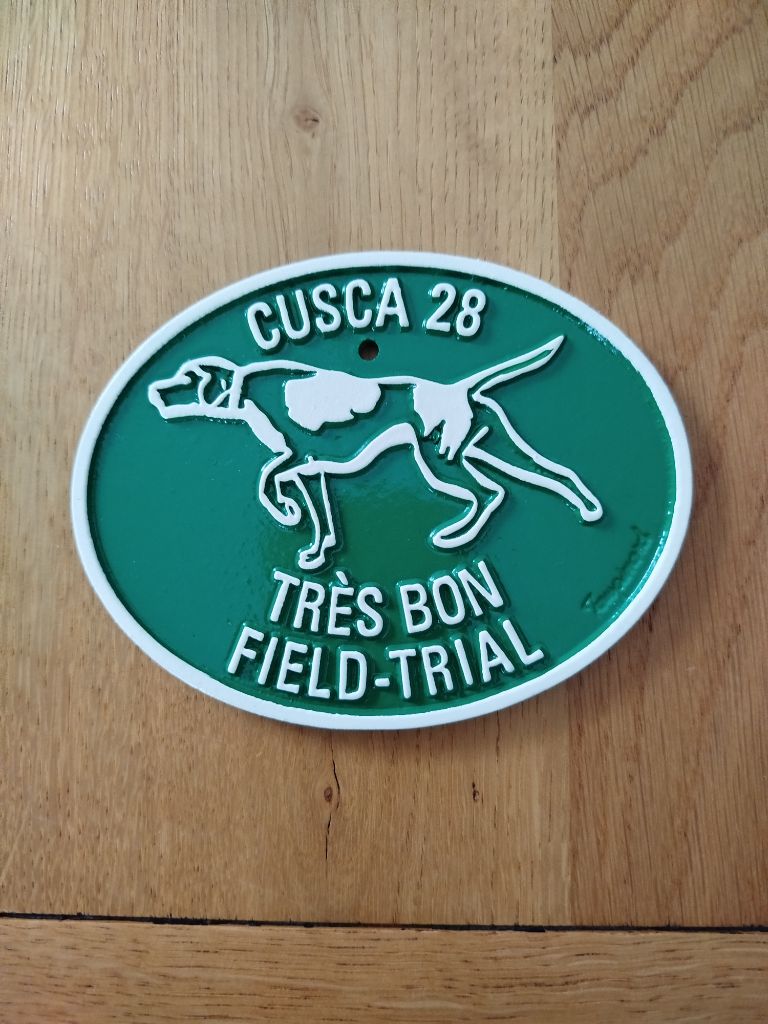 CUSCA 28
TRÈS BON
FIELD-TRIAL